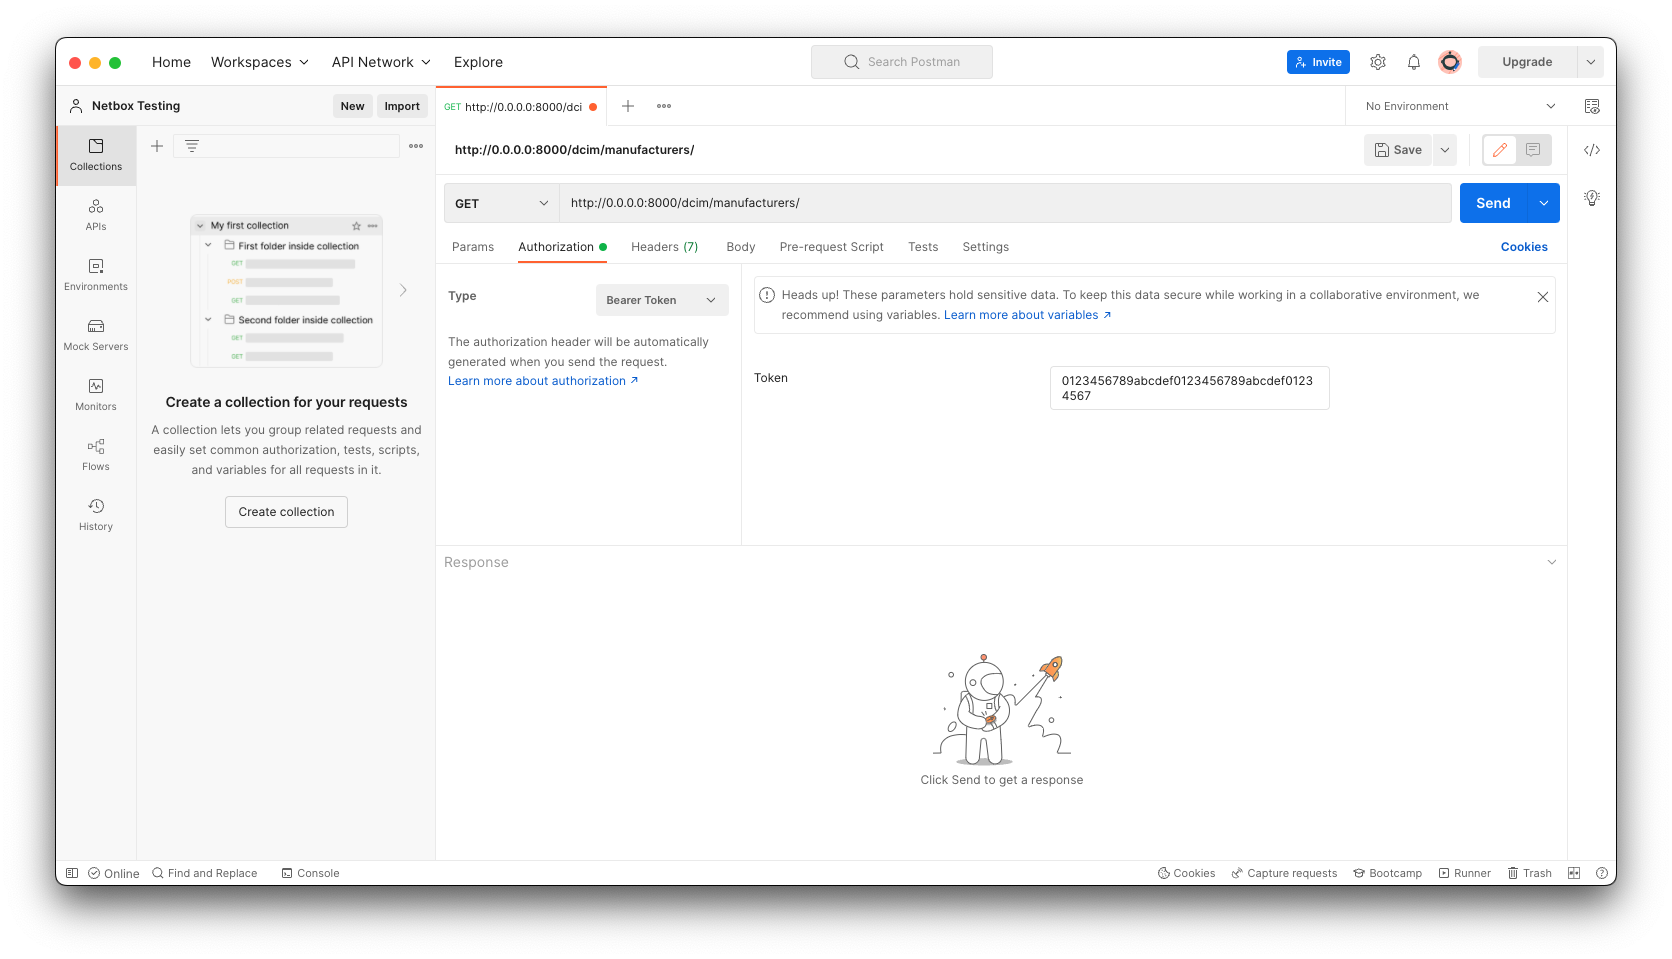 Home
Workspaces
API Network
Explore
Search Postman
Invite
Upgrade
Netbox Testing
New
Import
GET http://0.0.0.0:8000/dci
No Environment
Collections
APIs
Environments
Mock Servers
Monitors
Flows
History
My first collection
First folder inside collection
GET
POST
GET
Second folder inside collection
GET
GET
Create a collection for your requests
A collection lets you group related requests and
easily set common authorization, tests, scripts,
and variables for all requests in it.
Create collection
http://0.0.0.0:8000/dcim/manufacturers/
Save
GET
http://0.0.0.0:8000/dcim/manufacturers/
Send
Params
Authorization
Headers (7)
Body
Pre-request Script
Tests
Settings
Cookies
Type
Bearer Token
The authorization header will be automatically
generated when you send the request.
Learn more about authorization ↗
Heads up! These parameters hold sensitive data. To keep this data secure while working in a collaborative environment, we
recommend using variables. Learn more about variables ↗
Token
0123456789abcdef0123456789abcdef0123
4567
Response
Click Send to get a response
Online
Find and Replace
Console
Cookies
Capture requests
Bootcamp
Runner
Trash